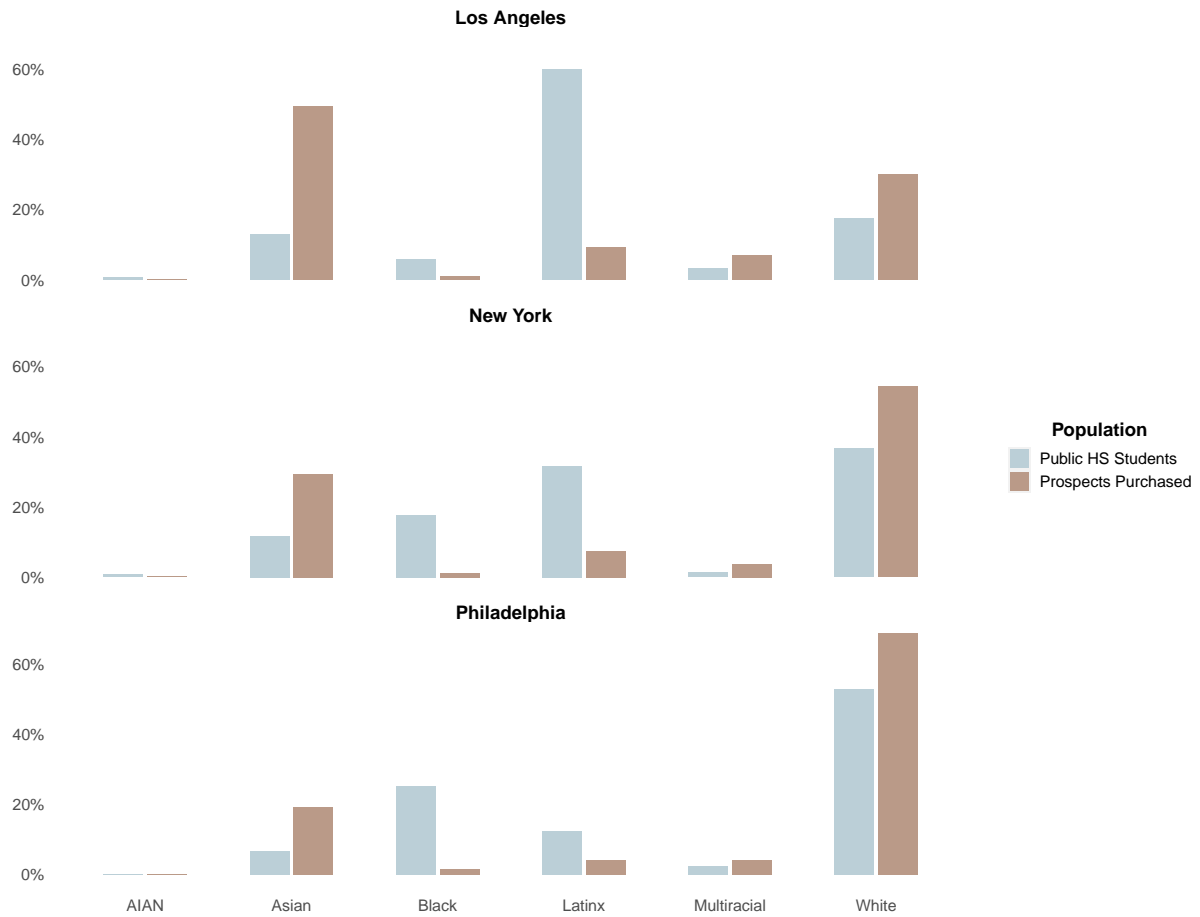 Los Angeles
60%
40%
20%
0%
New York
60%
40%
20%
0%
Population
Public HS Students
Prospects Purchased
Philadelphia
60%
40%
20%
0%
AIAN Asian Black Latinx Multiracial White